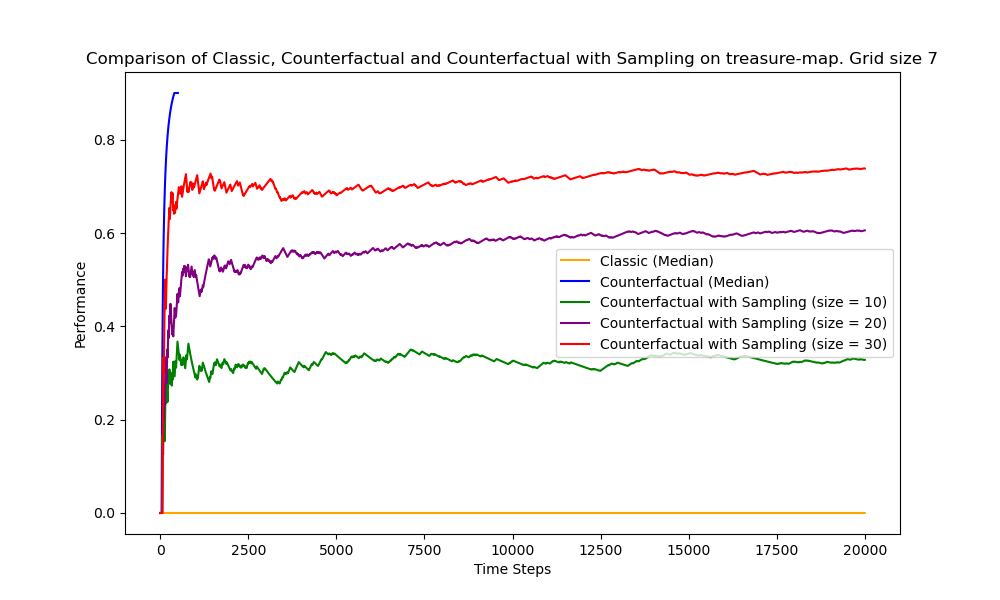 Comparison of Classic, Counterfactual and Counterfactual with Sampling on treasure-map. Grid size 7
Performance
0.8
0.6
0.4
0.2
0.0
Classic (Median)
Counterfactual (Median)
Counterfactual with Sampling (size = 10)
Counterfactual with Sampling (size = 20)
Counterfactual with Sampling (size = 30)
0 2500 5000 7500 10000 12500 15000 17500 20000
Time Steps